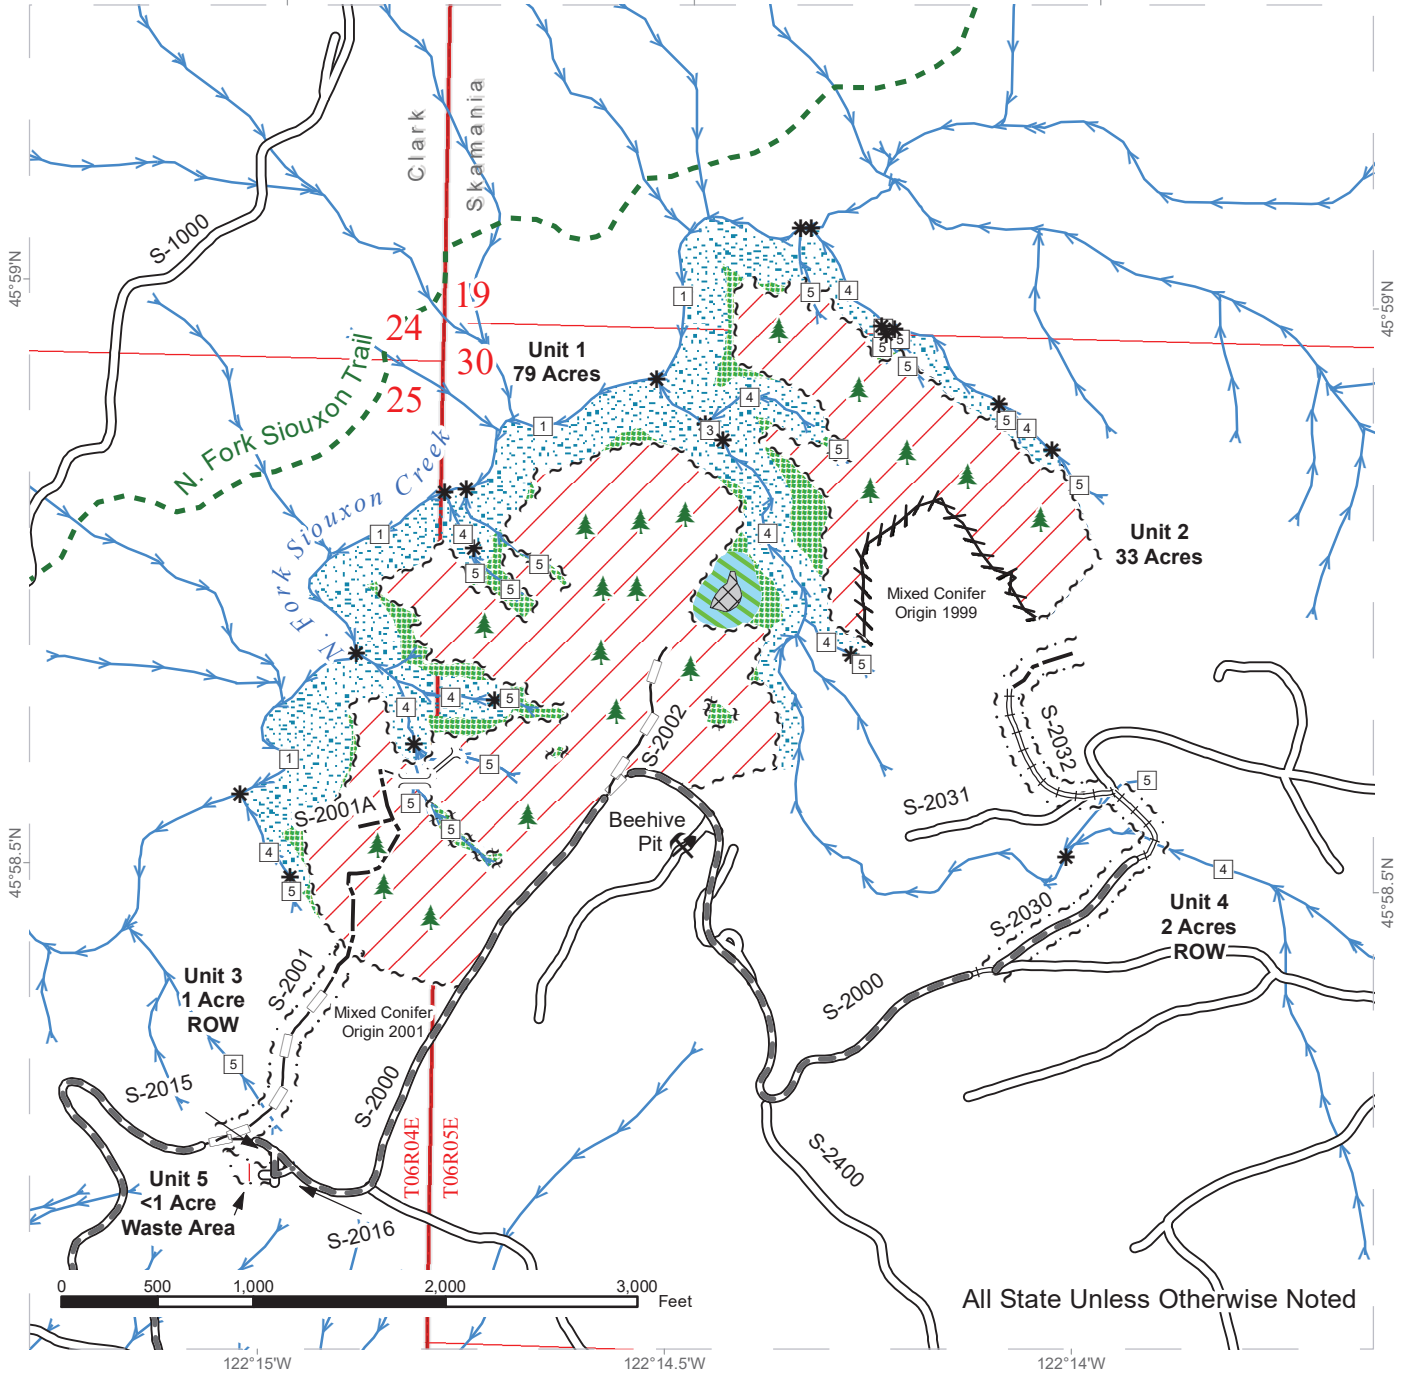 Clark
Skamania
S-1000
45°59'N
45°59'N
19
24
30
25
Unit 1
79 Acres
N. Fork Siouxon Trail
N. Fork Siouxon Creek
1
5
4
5
5
5
1
4
3
5
5
4
5
1
4
5
5
5
4
Unit 2
33 Acres
Mixed Conifer
Origin 1999
4
5
4
5
4
1
5
S-2002
S-2032
5
S-2031
S-2001A
5
5
Beehive
Pit
4
5
4
45°58.5'N
45°58.5'N
S-2030
Unit 4
2 Acres
ROW
S-2001
Unit 3
1 Acre
ROW
S-2000
Mixed Conifer
Origin 2001
5
S-2015
S-2000
T06R04E
T06R05E
S-2400
Unit 5
<1 Acre
Waste Area
S-2016
0 500 1,000 2,000 3,000
Feet
All State Unless Otherwise Noted
122°15'W
122°14.5'W
122°14'W